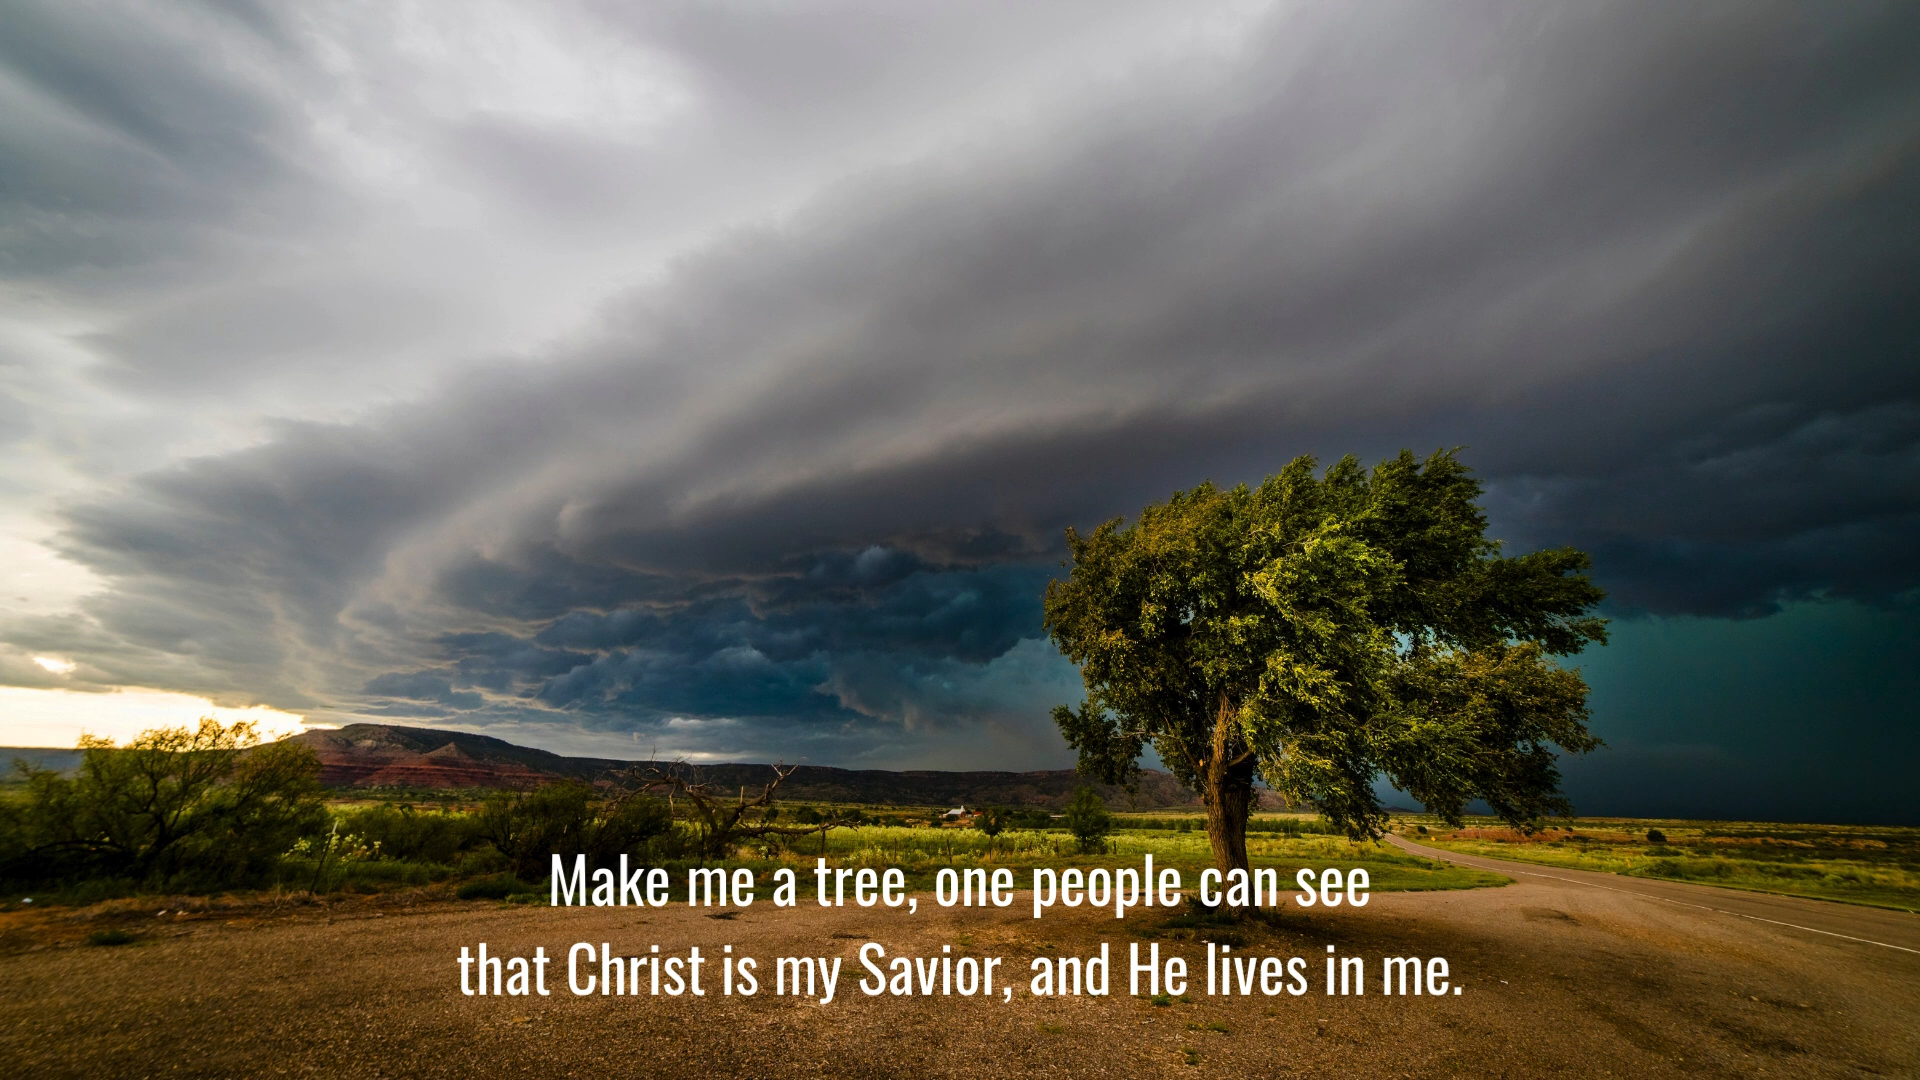 Make me a tree, one people can see
that Christ is my Savior, and He lives in me.